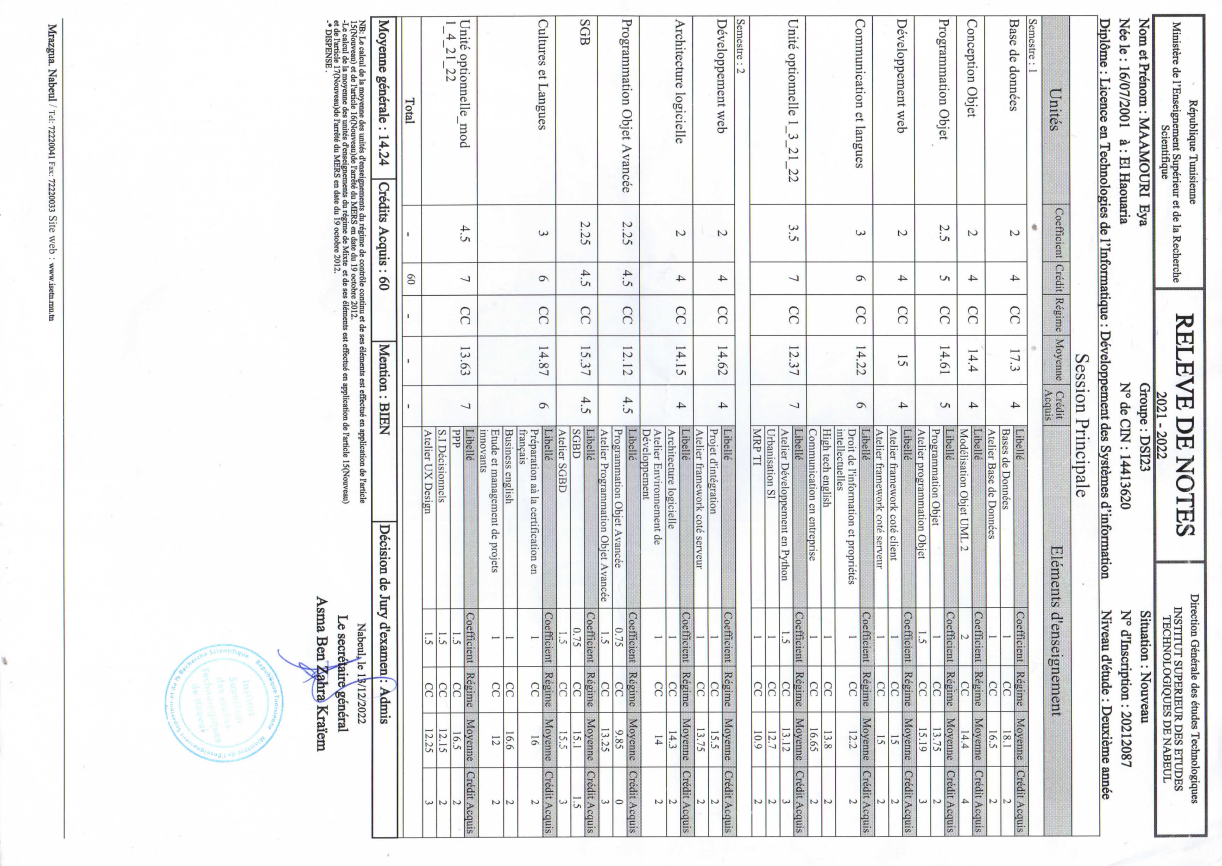 République Tunisienne
Ministère de l'Enseignement Supérieur et de la Recherche
Scientifique
RELEVE DE NOTES
2021 - 2022
Direction Générale des études Technologiques
INSTITUT SUPERIEUR DES ETUDES
TECHNOLOGIQUES DE NABEUL
Nom et Prénom : MAAMOURI Eya Groupe : DSI23 Situation : Nouveau
Née le : 16/07/2001 à : El Haouaria N° de CIN : 14413620 N° d'Inscription : 20212087
Diplôme : Licence en Technologies de l'Informatique : Développement des Systèmes d'information Niveau d'étude : Deuxième année
Session Principale
Unités Coefficient Crédit Régime Moyenne Crédit Acquis Eléments d'enseignement
Semestre : 1
Base de données 2 4 CC 17.3 4
Libellé Coefficient Régime Moyenne Crédit Acquis
Bases de Données 1 CC 18.1 2
Atelier Base de Données 1 CC 16.5 2
Conception Objet 2 4 CC 14.4 4
Libellé Coefficient Régime Moyenne Crédit Acquis
Modélisation Objet UML 2 2 CC 14.4 4
Programmation Objet 2.5 5 CC 14.61 5
Libellé Coefficient Régime Moyenne Crédit Acquis
Programmation Objet 1 CC 13.75 2
Atelier programmation Objet 1.5 CC 15.19 3
Développement web 2 4 CC 15 4
Libellé Coefficient Régime Moyenne Crédit Acquis
Atelier framework coté client 1 CC 15 2
Atelier framework coté serveur 1 CC 15 2
Communication et langues 3 6 CC 14.22 6
Libellé Coefficient Régime Moyenne Crédit Acquis
Droit de l'information et propriétés
intellectuelles 1 CC 12.2 2
High tech english 1 CC 13.8 2
Communication en entreprise 1 CC 16.65 2
Unité optionnelle 1_3_21_22 3.5 7 CC 12.37 7
Libellé Coefficient Régime Moyenne Crédit Acquis
Atelier Développement en Python 1.5 CC 13.12 3
Urbanisation SI 1 CC 12.7 2
MRP TI 1 CC 10.9 2
Semestre : 2
Développement web 2 4 CC 14.62 4
Libellé Coefficient Régime Moyenne Crédit Acquis
Projet d'intégration 1 CC 15.5 2
Atelier framework coté serveur 1 CC 13.75 2
Architecture logicielle 2 4 CC 14.15 4
Libellé Coefficient Régime Moyenne Crédit Acquis
Architecture logicielle 1 CC 14.3 2
Atelier Environnement de
Développement 1 CC 14 2
Programmation Objet Avancée 2.25 4.5 CC 12.12 4.5
Libellé Coefficient Régime Moyenne Crédit Acquis
Programmation Objet Avancée 0.75 CC 9.85 0
Atelier Programmation Objet Avancée 1.5 CC 13.25 3
SGB 2.25 4.5 CC 15.37 4.5
Libellé Coefficient Régime Moyenne Crédit Acquis
SGBD 0.75 CC 15.1 1.5
Atelier SGBD 1.5 CC 15.5 3
Cultures et Langues 3 6 CC 14.87 6
Libellé Coefficient Régime Moyenne Crédit Acquis
Préparation aà la certification en
français 1 CC 16 2
Business english 1 CC 16.6 2
Etude et management de projets
innovants 1 CC 12 2
Unité optionnelle_mod
1_4_21_22 4.5 7 CC 13.63 7
Libellé Coefficient Régime Moyenne Crédit Acquis
PPP 1.5 CC 16.5 2
S.I Décisionnels 1.5 CC 12.15 2
Atelier UX Design 1.5 CC 12.25 3
Total - 60 - - -
Moyenne générale : 14.24 Crédits Acquis : 60 Mention : BIEN Décision de Jury d'examen : Admis
NB: Le calcul de la moyenne des unités d'enseignements du régime de contrôle continu et de ses éléments est effectué en application de l'article
15(Nouveau) et de l'article 16(Nouveau)de l'arrêté du MERS en date du 19 octobre 2012.
-Le calcul de la moyenne des unités d'enseignements du régime de Mixte et de ses éléments est effectué en application de l'article 15(Nouveau)
et de l'article 17(Nouveau)de l'arrêté du MERS en date du 19 octobre 2012.
-* DISPENSE .
Nabeul, le 13/12/2022
Le secrétaire général
Asma Ben Zahra Kraïem
Mrazgua, Nabeul / Tel: 72220041 Fax: 72220033 Site web : www.isetn.rnu.tn